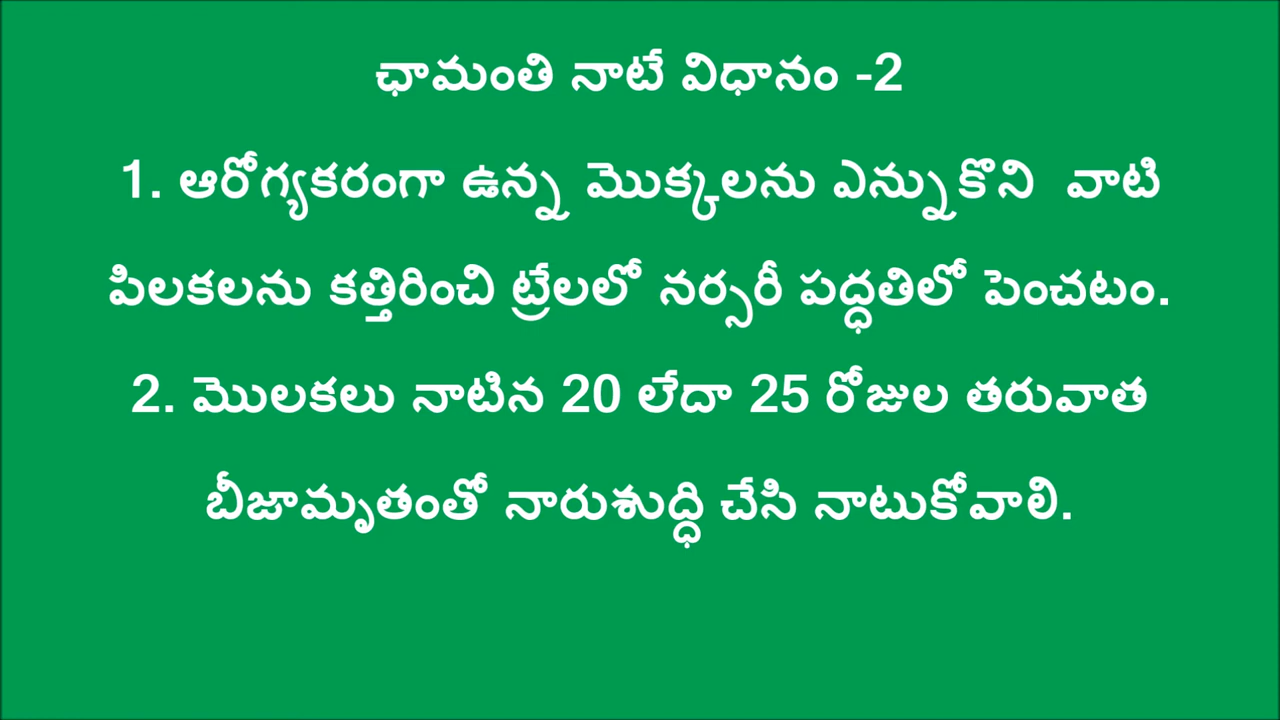 ఛామంతి నాటే విధానం -2
1. ఆరోగ్యకరంగా ఉన్న మొక్కలను ఎన్నుకొని వాటి
పిలకలను కత్తిరించి ట్రేలలో నర్సరీ పద్ధతిలో పెంచటం.
2. మొలకలు నాటిన 20 లేదా 25 రోజుల తరువాత
బీజామృతంతో నారుశుద్ధి చేసి నాటుకోవాలి.